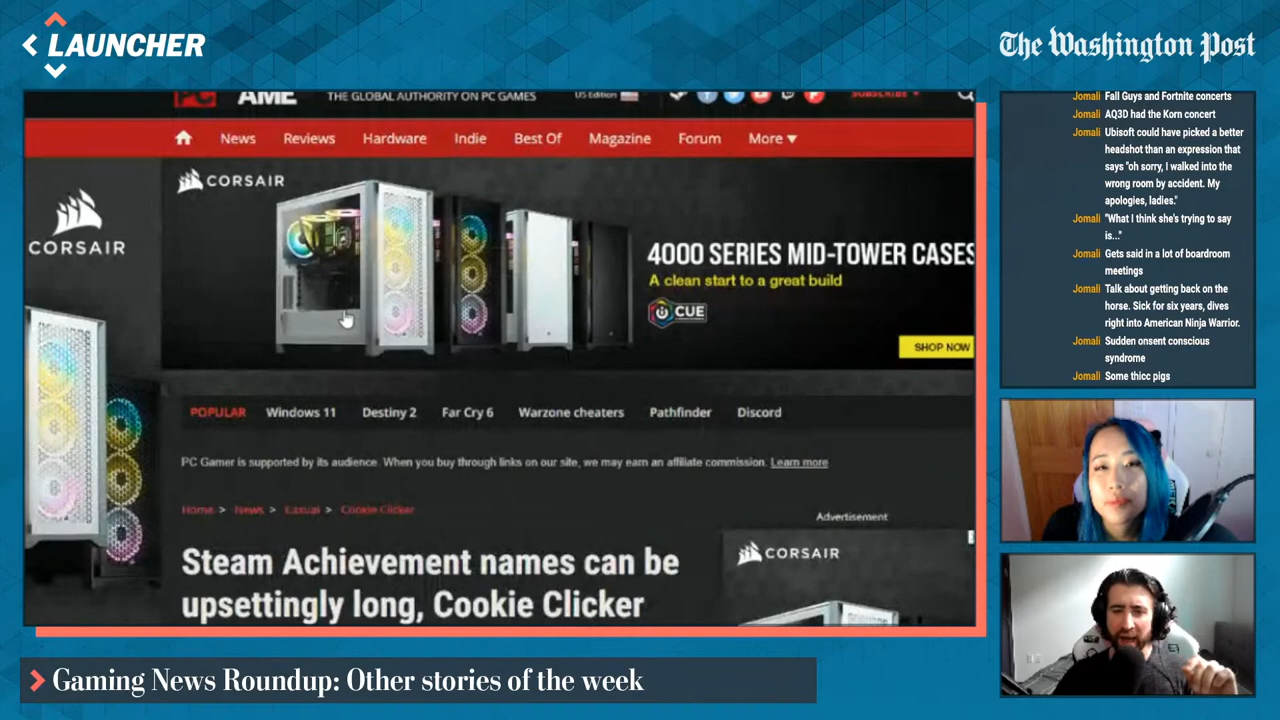 LAUNCHER
The Washington Post
AME THE GLOBAL AUTHORITY ON PC GAMES US Edition SUBSCRIBE
News Reviews Hardware Indie Best Of Magazine Forum More
CORSAIR
CORSAIR
4000 SERIES MID-TOWER CASES
A clean start to a great build
CUE
SHOP NOW
POPULAR Windows 11 Destiny 2 Far Cry 6 Warzone cheaters Pathfinder Discord
PC Gamer is supported by its audience. When you buy through links on our site, we may earn an affiliate commission. Learn more
Home > News > Casual > Cookie Clicker
Advertisement
CORSAIR
Steam Achievement names can be
upsettingly long, Cookie Clicker
Jomali Fall Guys and Fortnite concerts
Jomali AQ3D had the Korn concert
Jomali Ubisoft could have picked a better
headshot than an expression that
says "oh sorry, I walked into the
wrong room by accident. My
apologies, ladies."
Jomali "What I think she's trying to say
is..."
Jomali Gets said in a lot of boardroom
meetings
Jomali Talk about getting back on the
horse. Sick for six years, dives
right into American Ninja Warrior.
Jomali Sudden onsent conscious
syndrome
Jomali Some thicc pigs
Gaming News Roundup: Other stories of the week